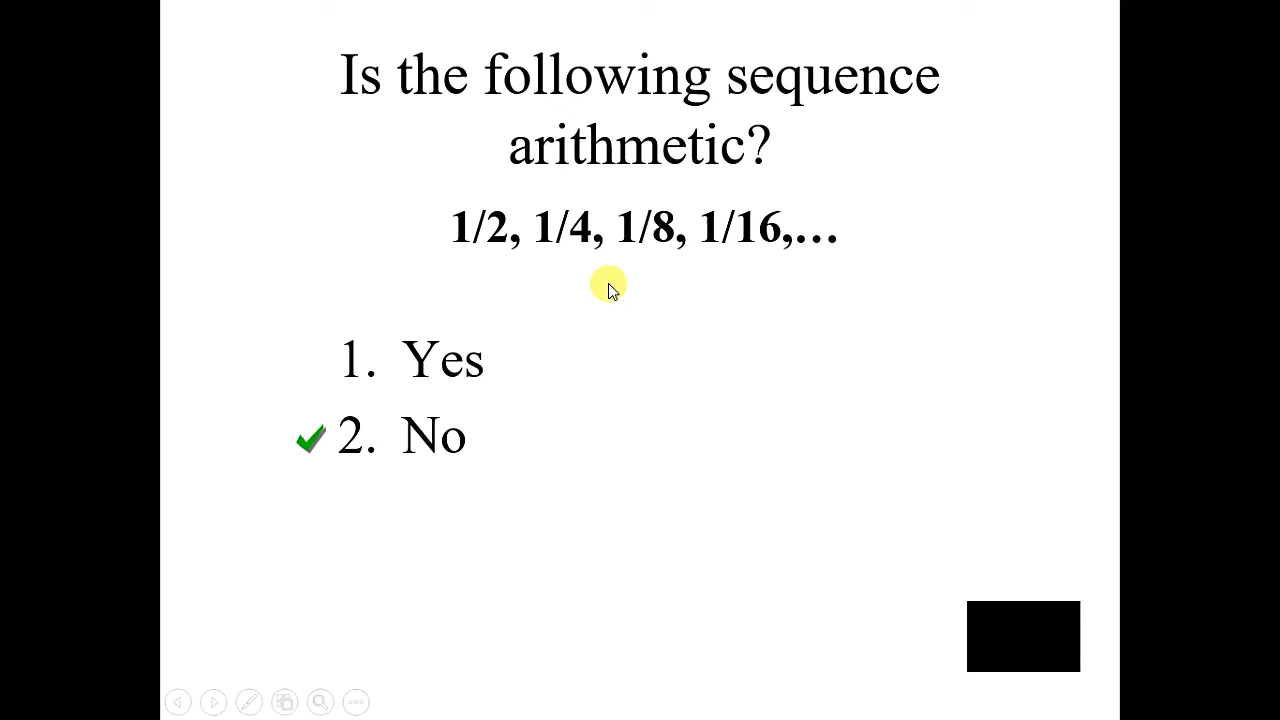 Is the following sequence
arithmetic?
1/2, 1/4, 1/8, 1/16,…
1. Yes
2. No